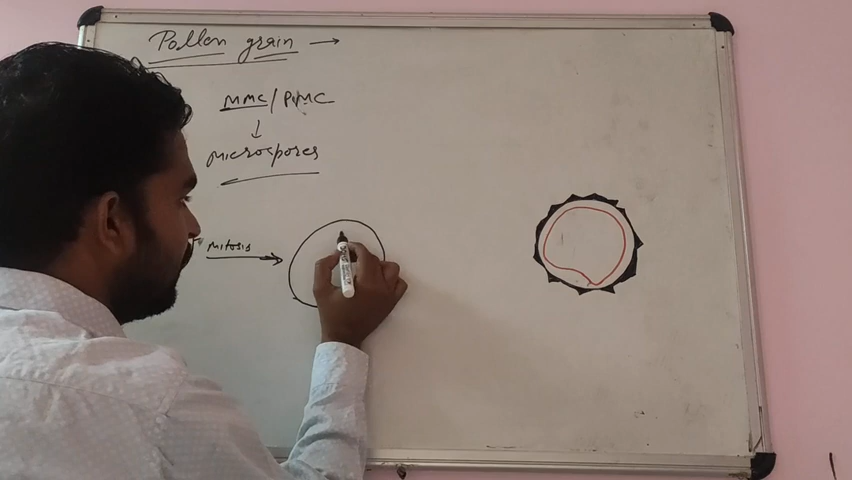 Pollen grain →
MMC/PMC
↓
Microspores
Mitosis